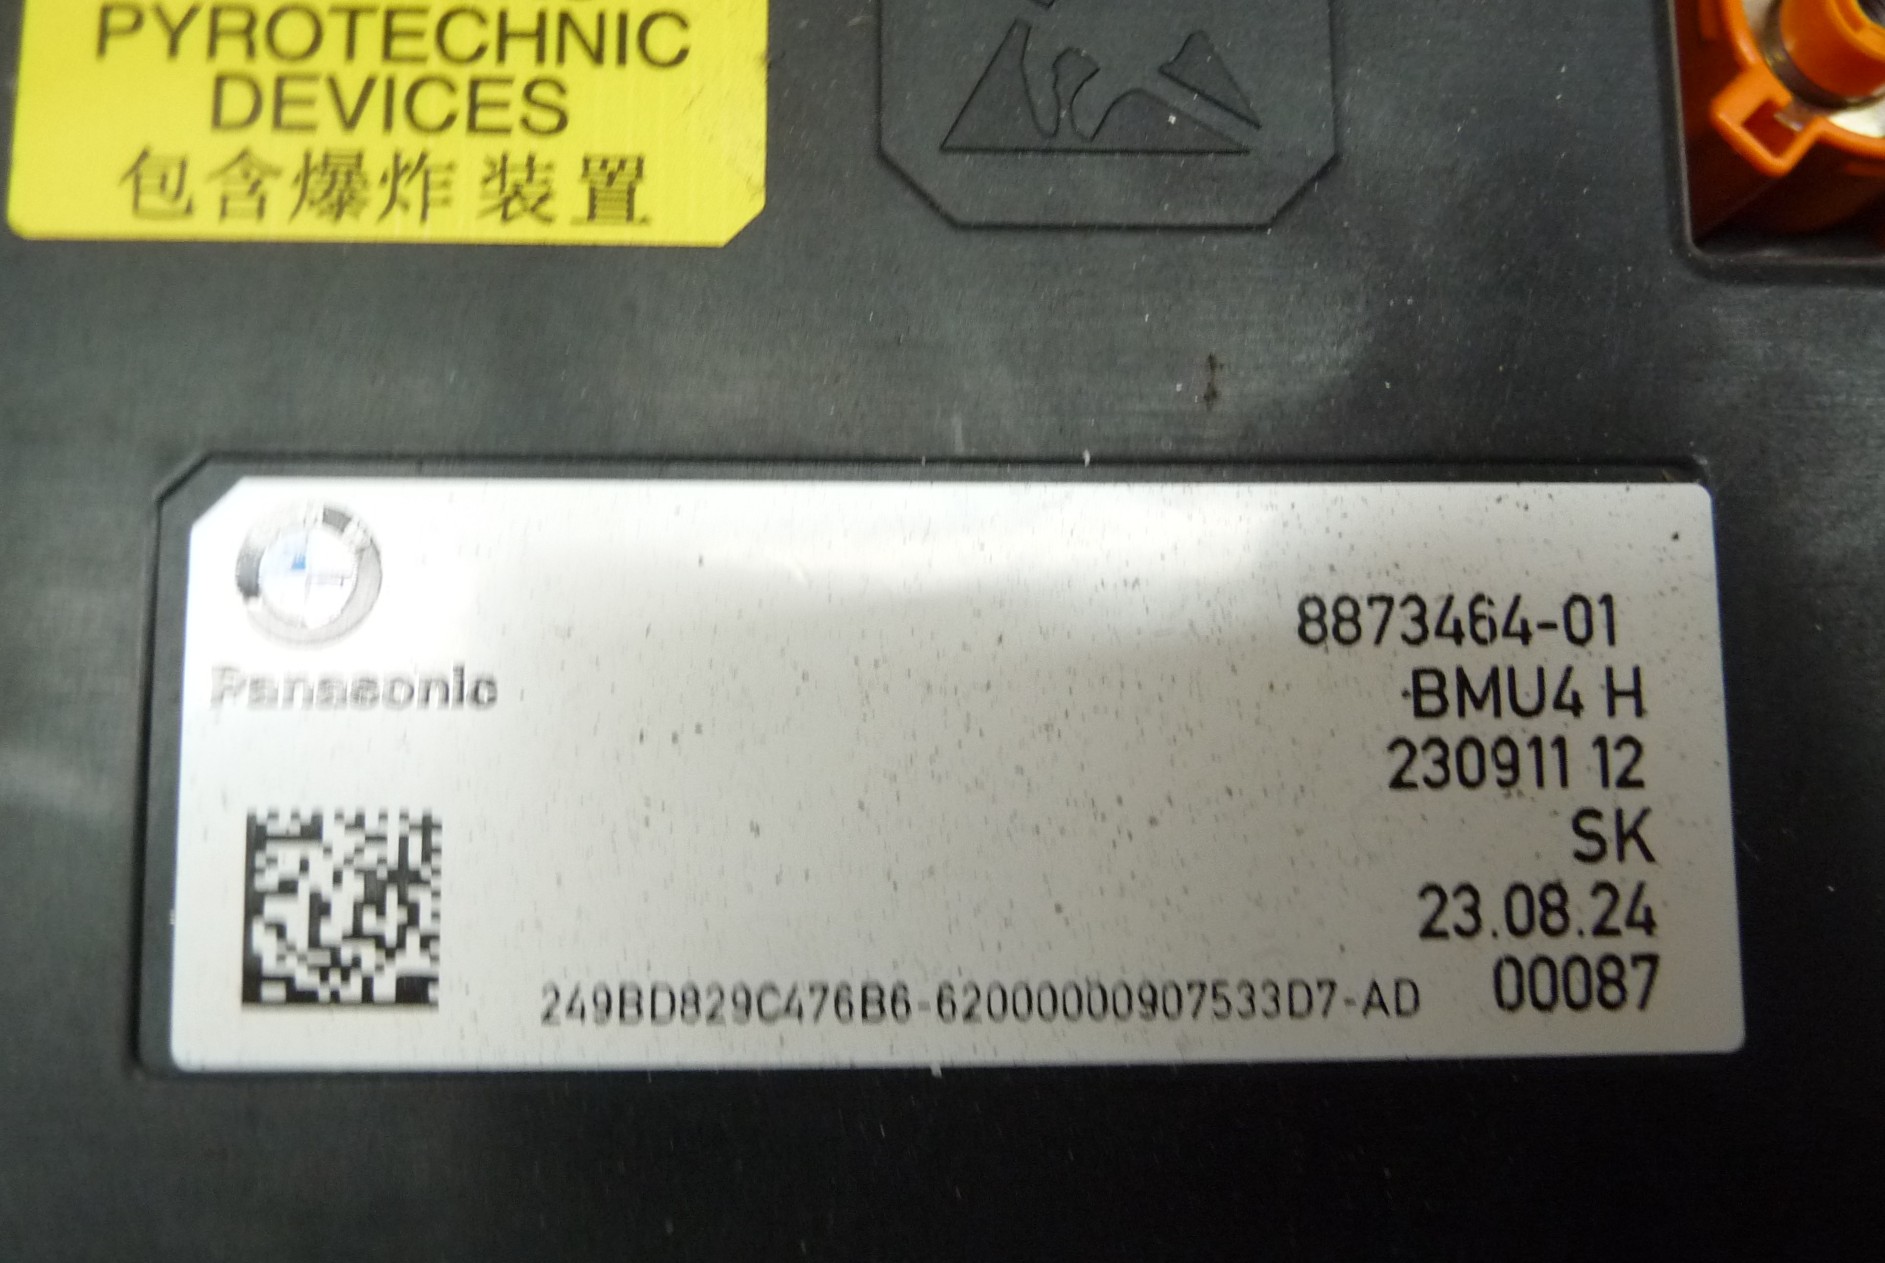 PYROTECHNIC
DEVICES
包含爆炸装置
Panasonic
8873464-01
BMU4 H
230911 12
SK
23.08.24
00087
249BD829C476B6-62000000907533D7-AD